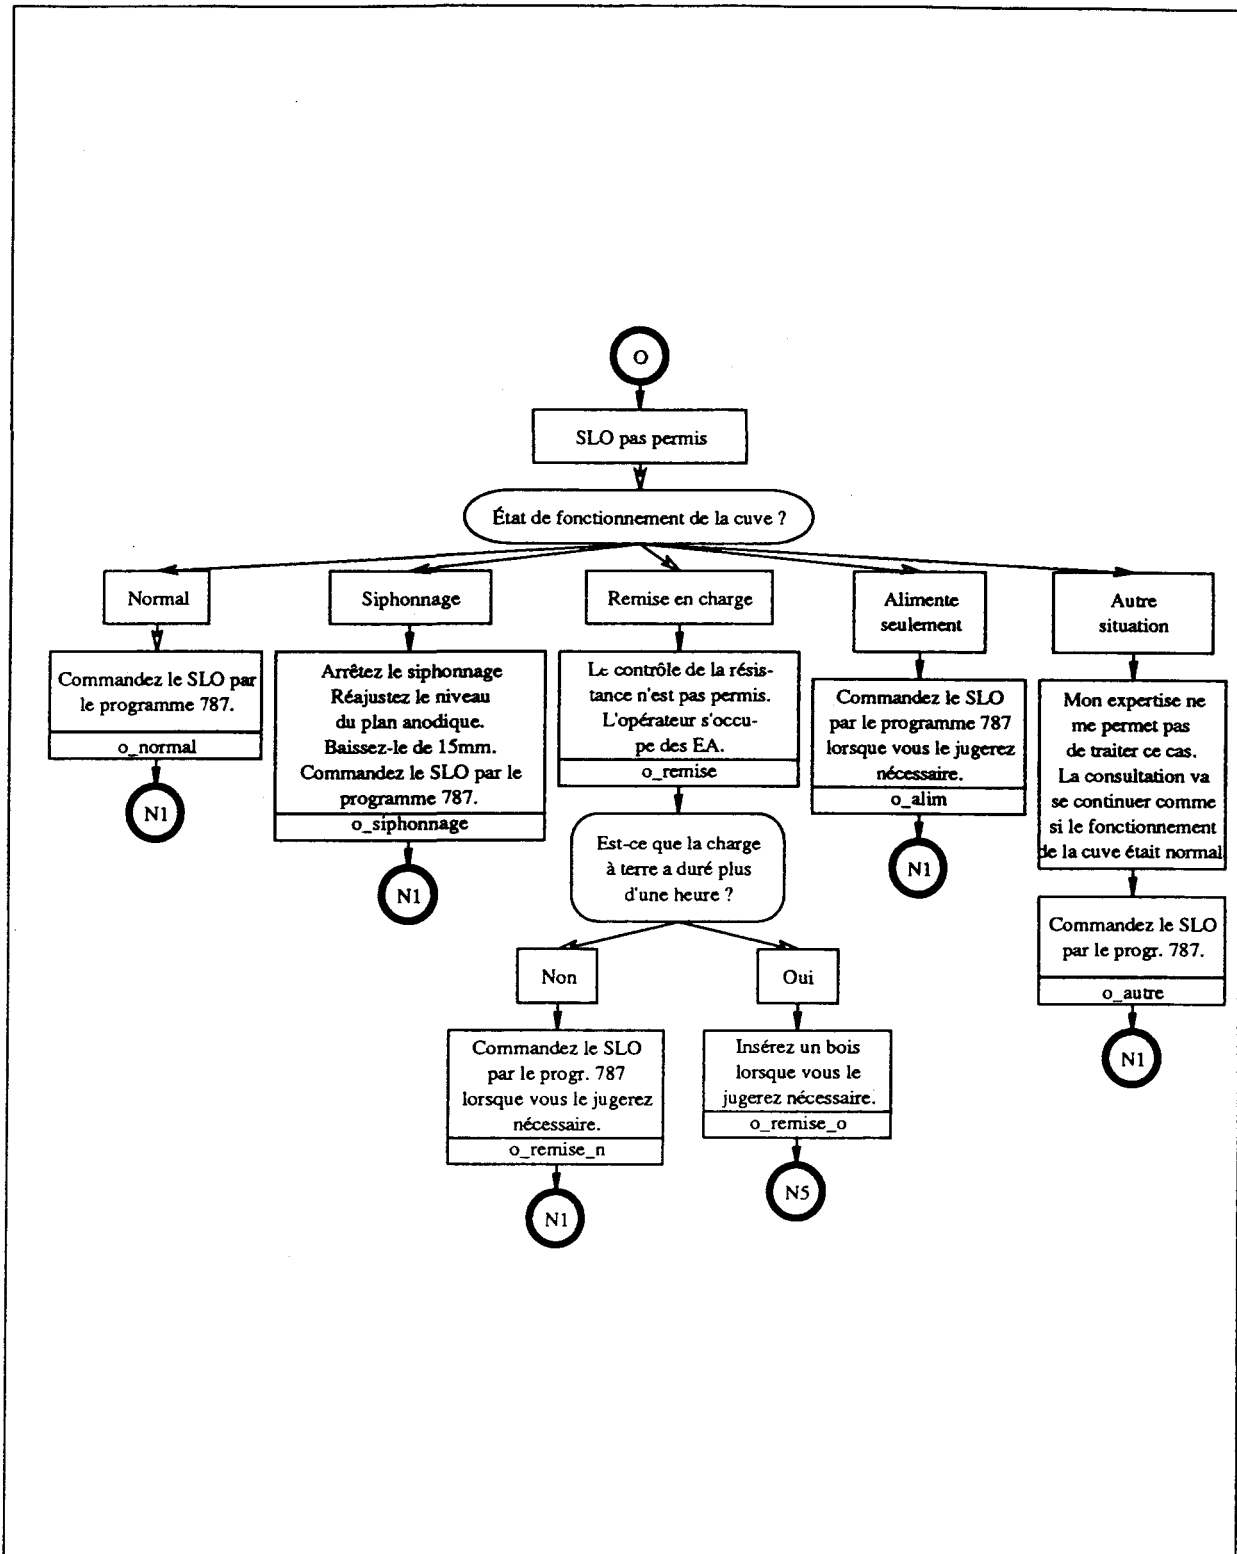 O
SLO pas permis
État de fonctionnement de la cuve ?
Normal
Commandez le SLO par
le programme 787.
o_normal
N1
Siphonnage
Arrêtez le siphonnage
Réajustez le niveau
du plan anodique.
Baissez-le de 15mm.
Commandez le SLO par le
programme 787.
o_siphonnage
N1
Remise en charge
Le contrôle de la résis-
tance n'est pas permis.
L'opérateur s'occu-
pe des EA.
o_remise
Est-ce que la charge
à terre a duré plus
d'une heure ?
Non
Commandez le SLO
par le progr. 787
lorsque vous le jugerez
nécessaire.
o_remise_n
N1
Oui
Insérez un bois
lorsque vous le
jugerez nécessaire.
o_remise_o
N5
Alimente
seulement
Commandez le SLO
par le programme 787
lorsque vous le jugerez
nécessaire.
o_alim
N1
Autre
situation
Mon expertise ne
me permet pas
de traiter ce cas.
La consultation va
se continuer comme
si le fonctionnement
de la cuve était normal
Commandez le SLO
par le progr. 787.
o_autre
N1